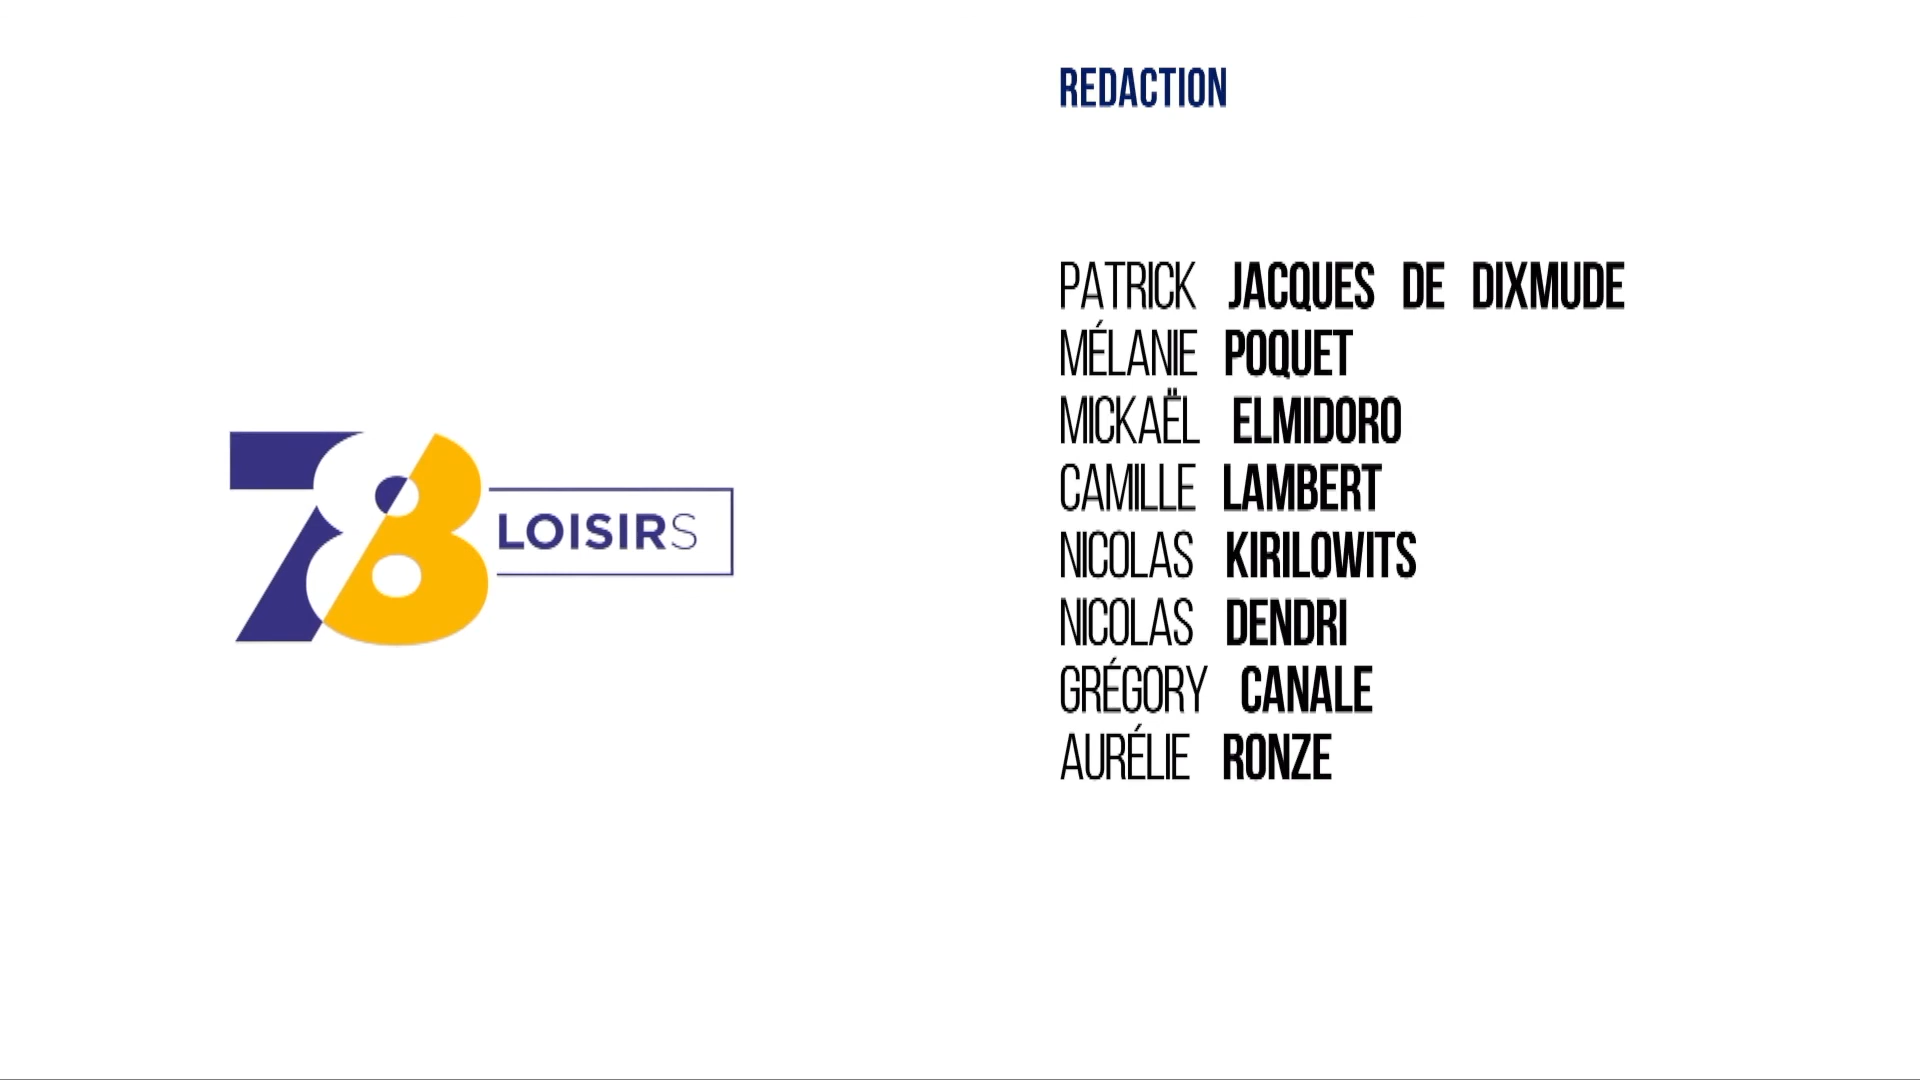 REDACTION
PATRICK JACQUES DE DIXMUDE
MÉLANIE POQUET
MICKAËL ELMIDORO
CAMILLE LAMBERT
NICOLAS KIRILOWITS
NICOLAS DENDRI
GRÉGORY CANALE
AURÉLIE RONZE
78 LOISIRS